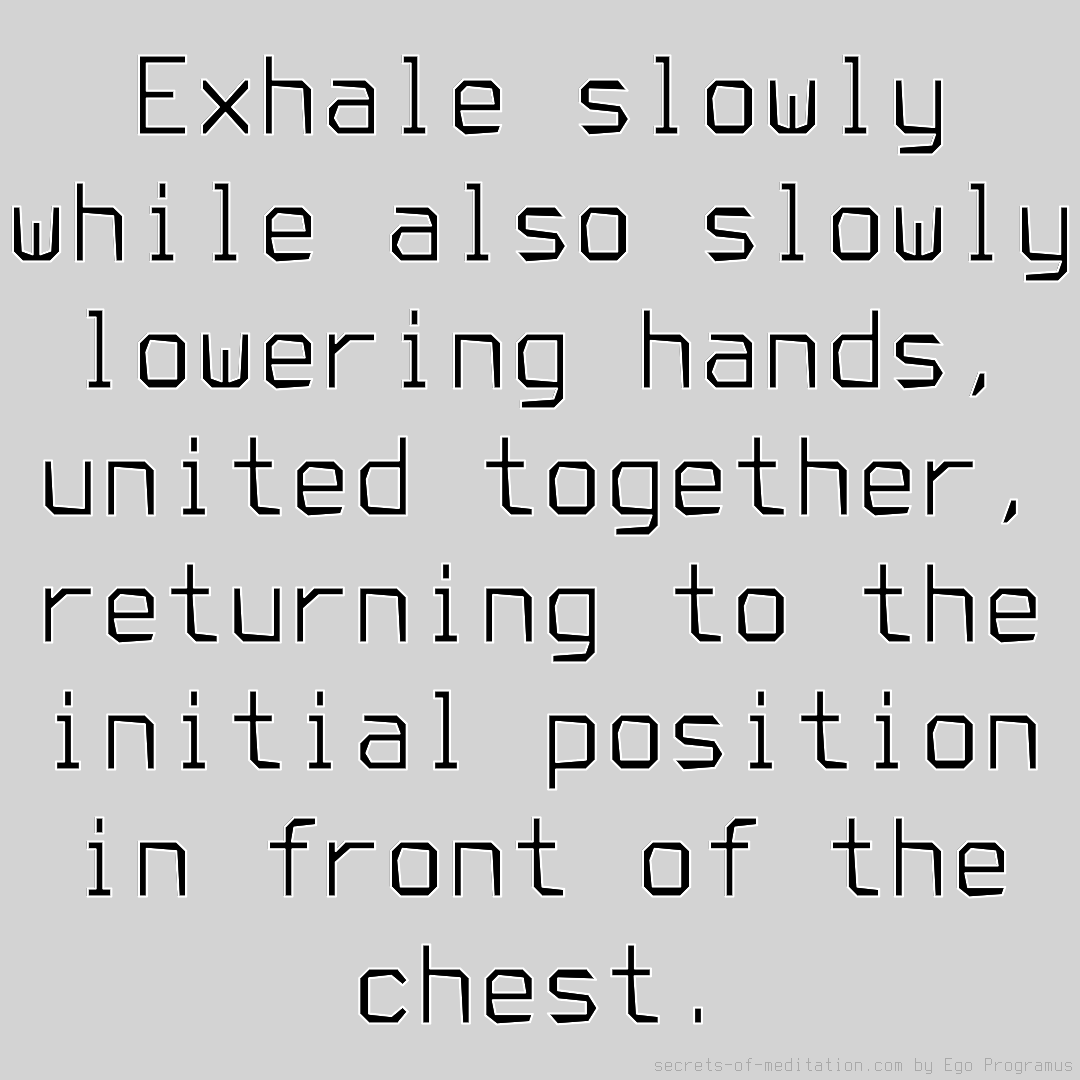 Exhale slowly
while also slowly
lowering hands,
united together,
returning to the
initial position
in front of the
chest.
secrets-of-meditation.com by Ego Programus